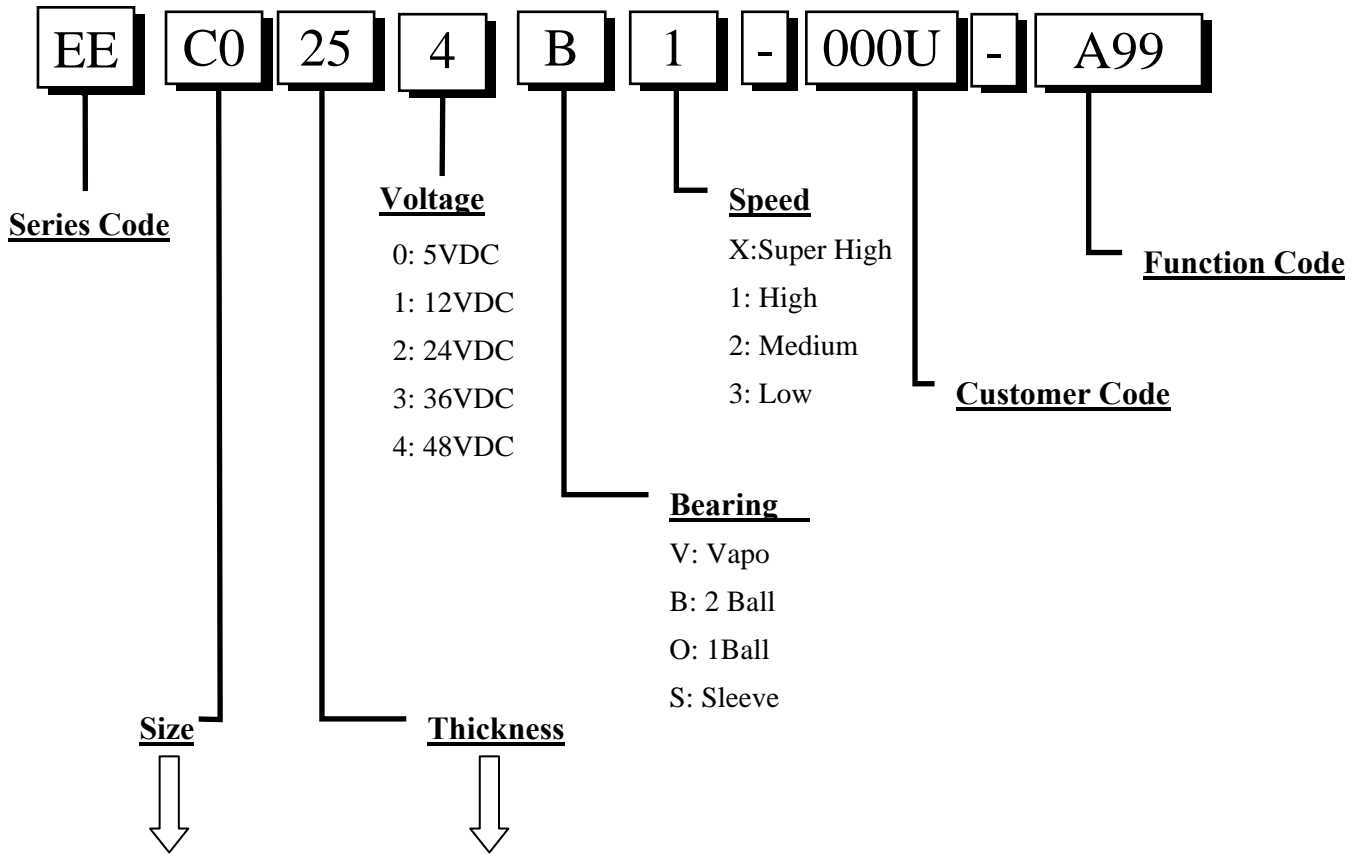 EE C0 25 4 B 1 - 000U - A99
Series Code
Voltage
0: 5VDC
1: 12VDC
2: 24VDC
3: 36VDC
4: 48VDC
Speed
X:Super High
1: High
2: Medium
3: Low
Function Code
Customer Code
Bearing
V: Vapo
B: 2 Ball
O: 1Ball
S: Sleeve
Size
Thickness